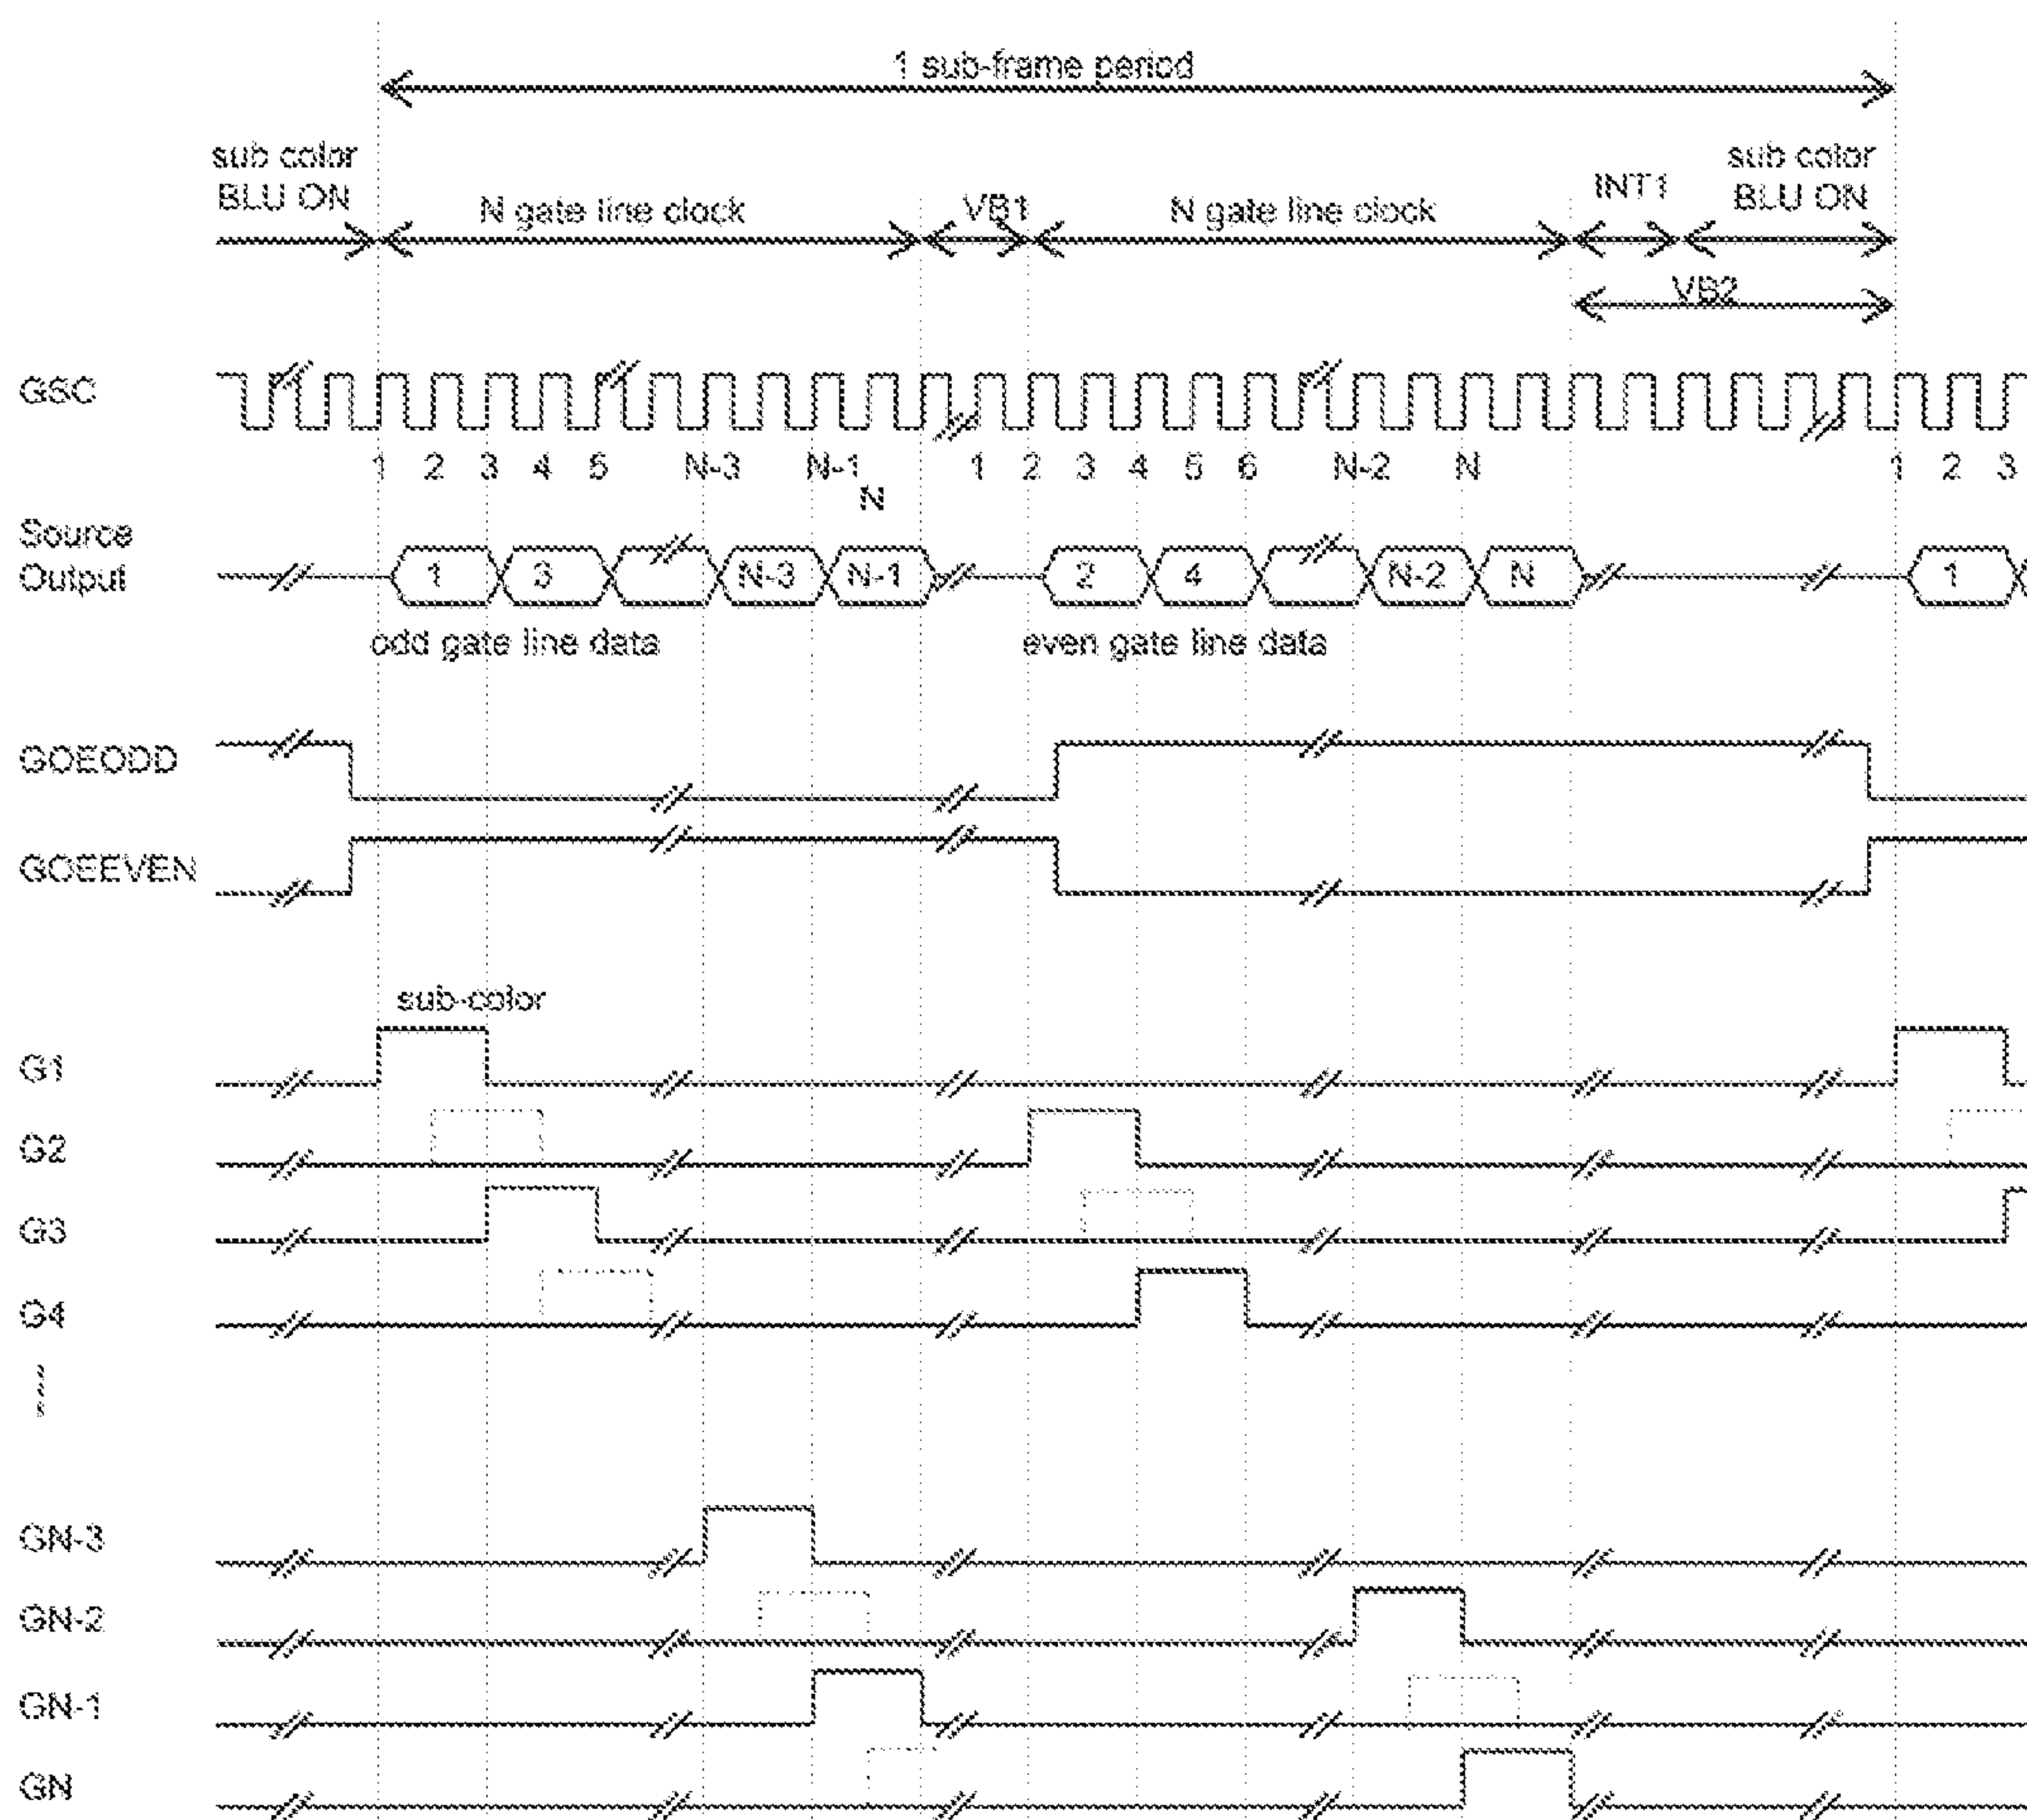 1 sub-frame period
sub color
BLU ON
N gate line clock
VB1
N gate line clock
INT1
sub color
BLU ON
VB2
GSC
1 2 3 4 5 N-3 N-1 1 2 3 4 5 6 N-2 N 1 2 3
N
Source
Output
1 3 N-3 N-1 2 4 N-2 N 1
odd gate line data
even gate line data
GOEODD
GOEEVEN
sub-color
G1
G2
G3
G4
GN-3
GN-2
GN-1
GN